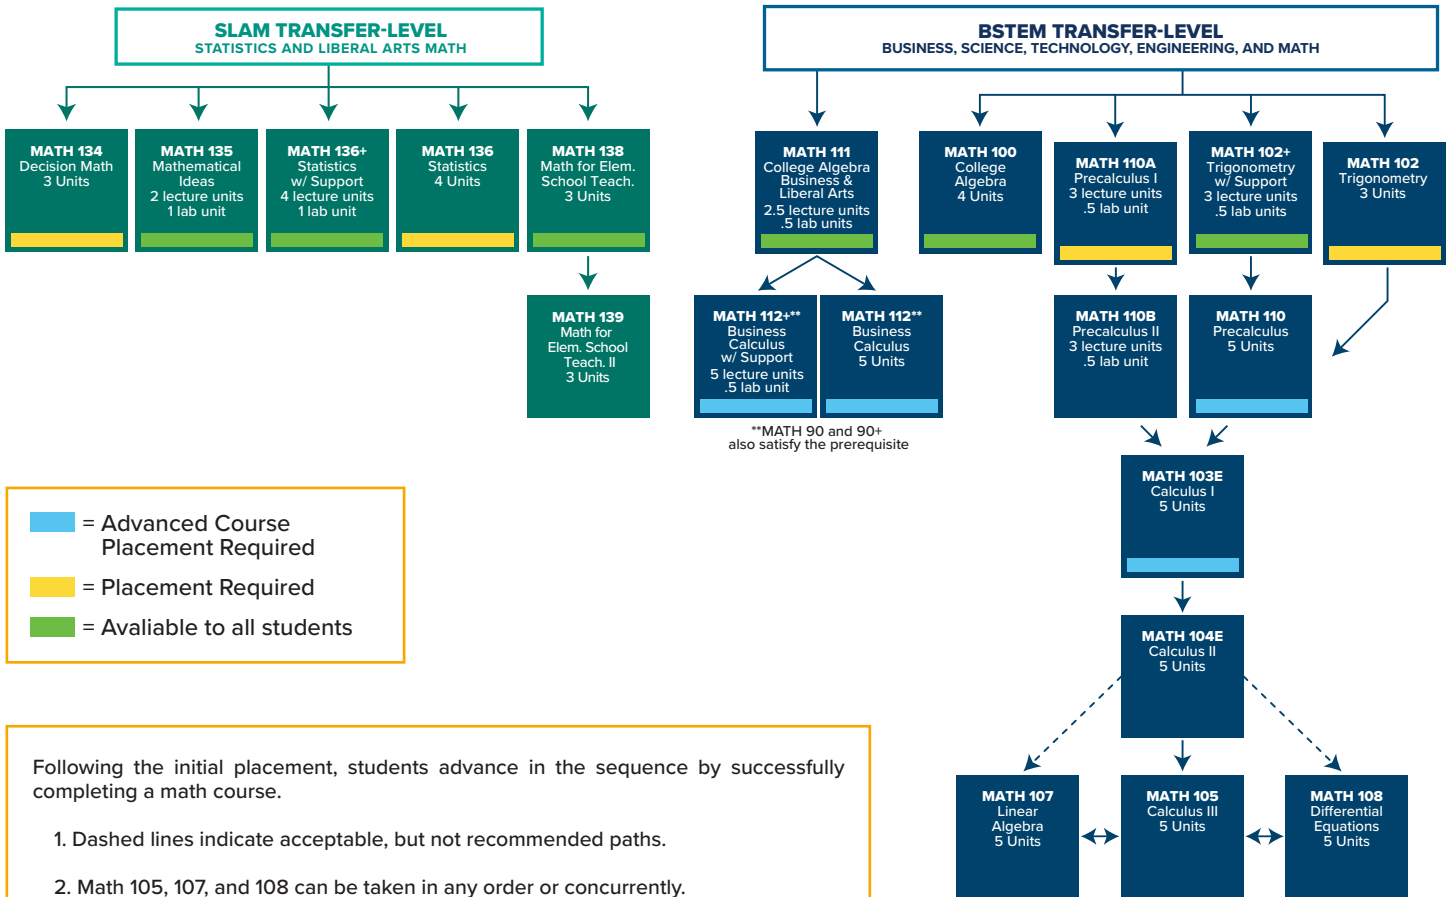 SLAM TRANSFER-LEVEL
STATISTICS AND LIBERAL ARTS MATH
BSTEM TRANSFER-LEVEL
BUSINESS, SCIENCE, TECHNOLOGY, ENGINEERING, AND MATH
MATH 134
Decision Math
3 Units
MATH 135
Mathematical
Ideas
2 lecture units
1 lab unit
MATH 136+
Statistics
w/ Support
4 lecture units
1 lab unit
MATH 136
Statistics
4 Units
MATH 138
Math for Elem.
School Teach.
3 Units
MATH 111
College Algebra
Business &
Liberal Arts
2.5 lecture units
.5 lab units
MATH 100
College
Algebra
4 Units
MATH 110A
Precalculus I
3 lecture units
.5 lab unit
MATH 102+
Trigonometry
w/ Support
3 lecture units
.5 lab units
MATH 102
Trigonometry
3 Units
MATH 139
Math for
Elem. School
Teach. II
3 Units
MATH 112+**
Business
Calculus
w/ Support
5 lecture units
.5 lab unit
MATH 112**
Business
Calculus
5 Units
MATH 110B
Precalculus II
3 lecture units
.5 lab unit
MATH 110
Precalculus
5 Units
**MATH 90 and 90+
also satisfy the prerequisite
MATH 103E
Calculus I
5 Units
= Advanced Course
Placement Required
= Placement Required
= Avaliable to all students
MATH 104E
Calculus II
5 Units
Following the initial placement, students advance in the sequence by successfully
completing a math course.
1. Dashed lines indicate acceptable, but not recommended paths.
2. Math 105, 107, and 108 can be taken in any order or concurrently.
MATH 107
Linear
Algebra
5 Units
MATH 105
Calculus III
5 Units
MATH 108
Differential
Equations
5 Units